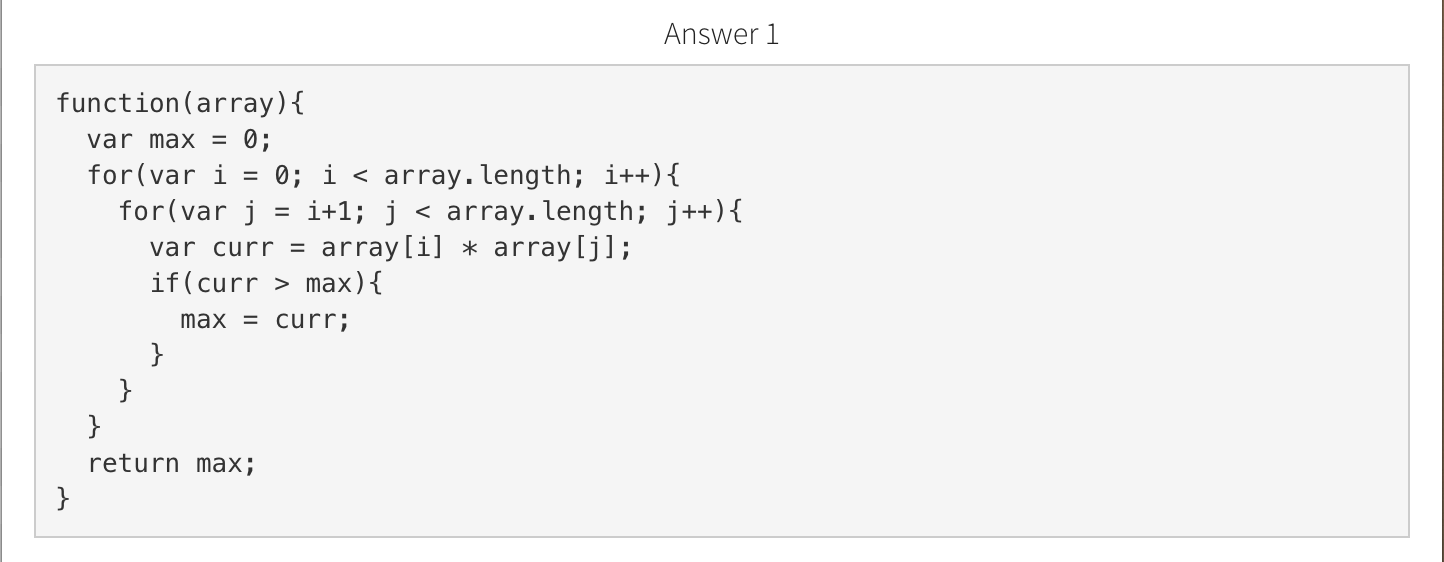 Answer 1
function(array){
  var max = 0;
  for(var i = 0; i < array.length; i++){
    for(var j = i+1; j < array.length; j++){
      var curr = array[i] * array[j];
      if(curr > max){
        max = curr;
      }
    }
  }
  return max;
}